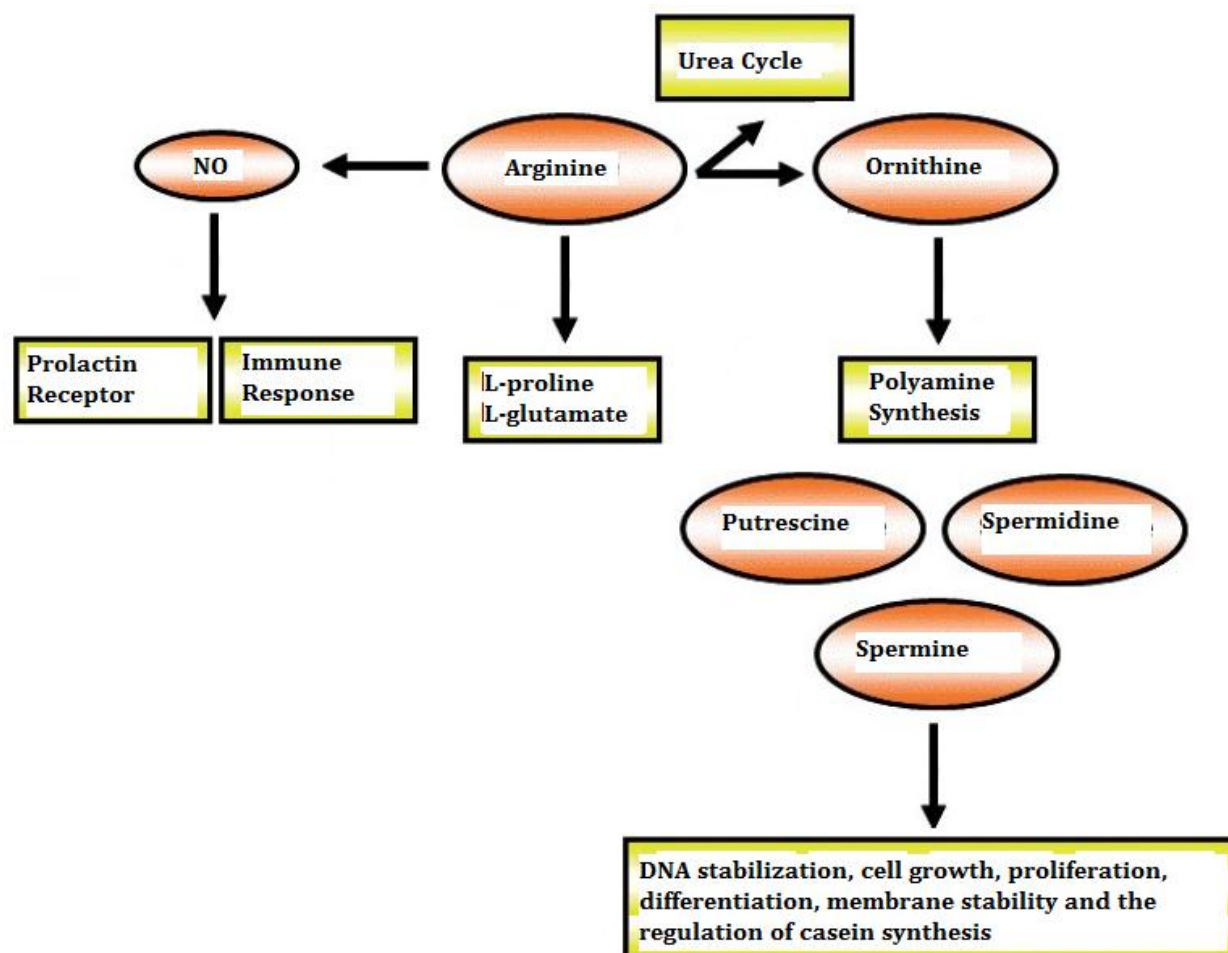 Urea Cycle
NO
Arginine
Ornithine
Prolactin
Receptor
Immune
Response
L-proline
L-glutamate
Polyamine
Synthesis
Putrescine
Spermidine
Spermine
DNA stabilization, cell growth, proliferation,
differentiation, membrane stability and the
regulation of casein synthesis